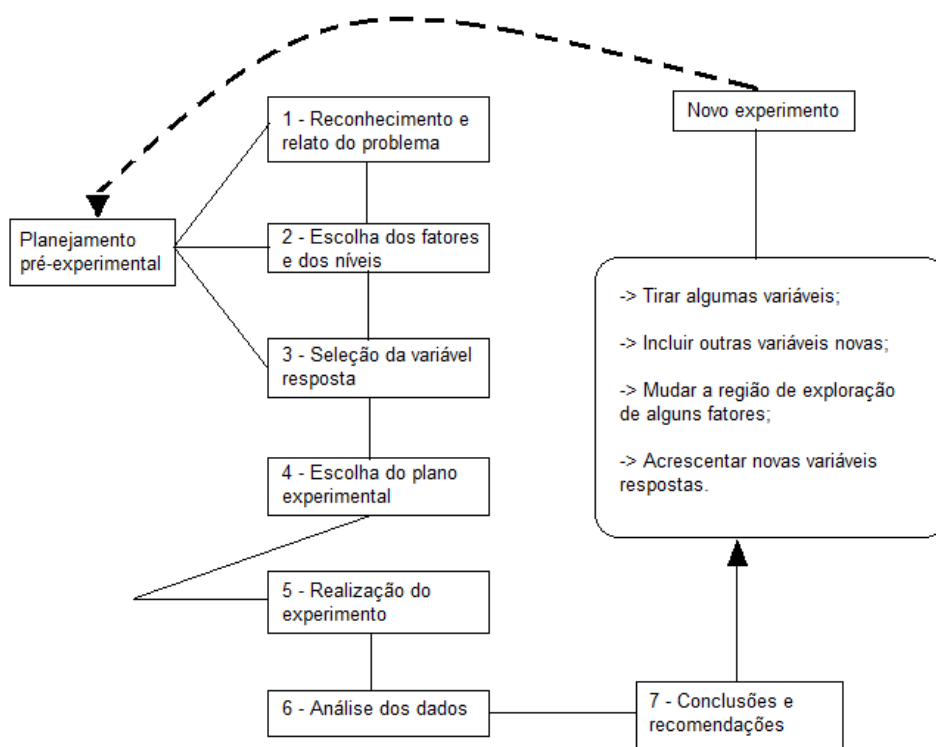 Novo experimento
1 - Reconhecimento e
relato do problema
Planejamento
pré-experimental
2 - Escolha dos fatores
e dos níveis
3 - Seleção da variável
resposta
4 - Escolha do plano
experimental
5 - Realização do
experimento
6 - Análise dos dados
7 - Conclusões e
recomendações
-> Tirar algumas variáveis;
-> Incluir outras variáveis novas;
-> Mudar a região de exploração
de alguns fatores;
-> Acrescentar novas variáveis
respostas.